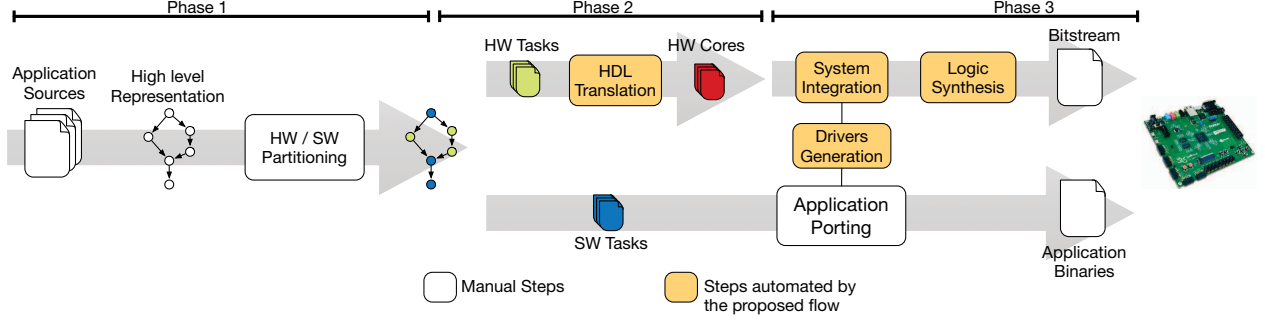 Phase 1
Phase 2
Phase 3
Application
Sources
High level
Representation
HW / SW
Partitioning
HW Tasks
HDL
Translation
HW Cores
System
Integration
Logic
Synthesis
Bitstream
Drivers
Generation
SW Tasks
Application
Porting
Application
Binaries
Manual Steps
Steps automated by
the proposed flow